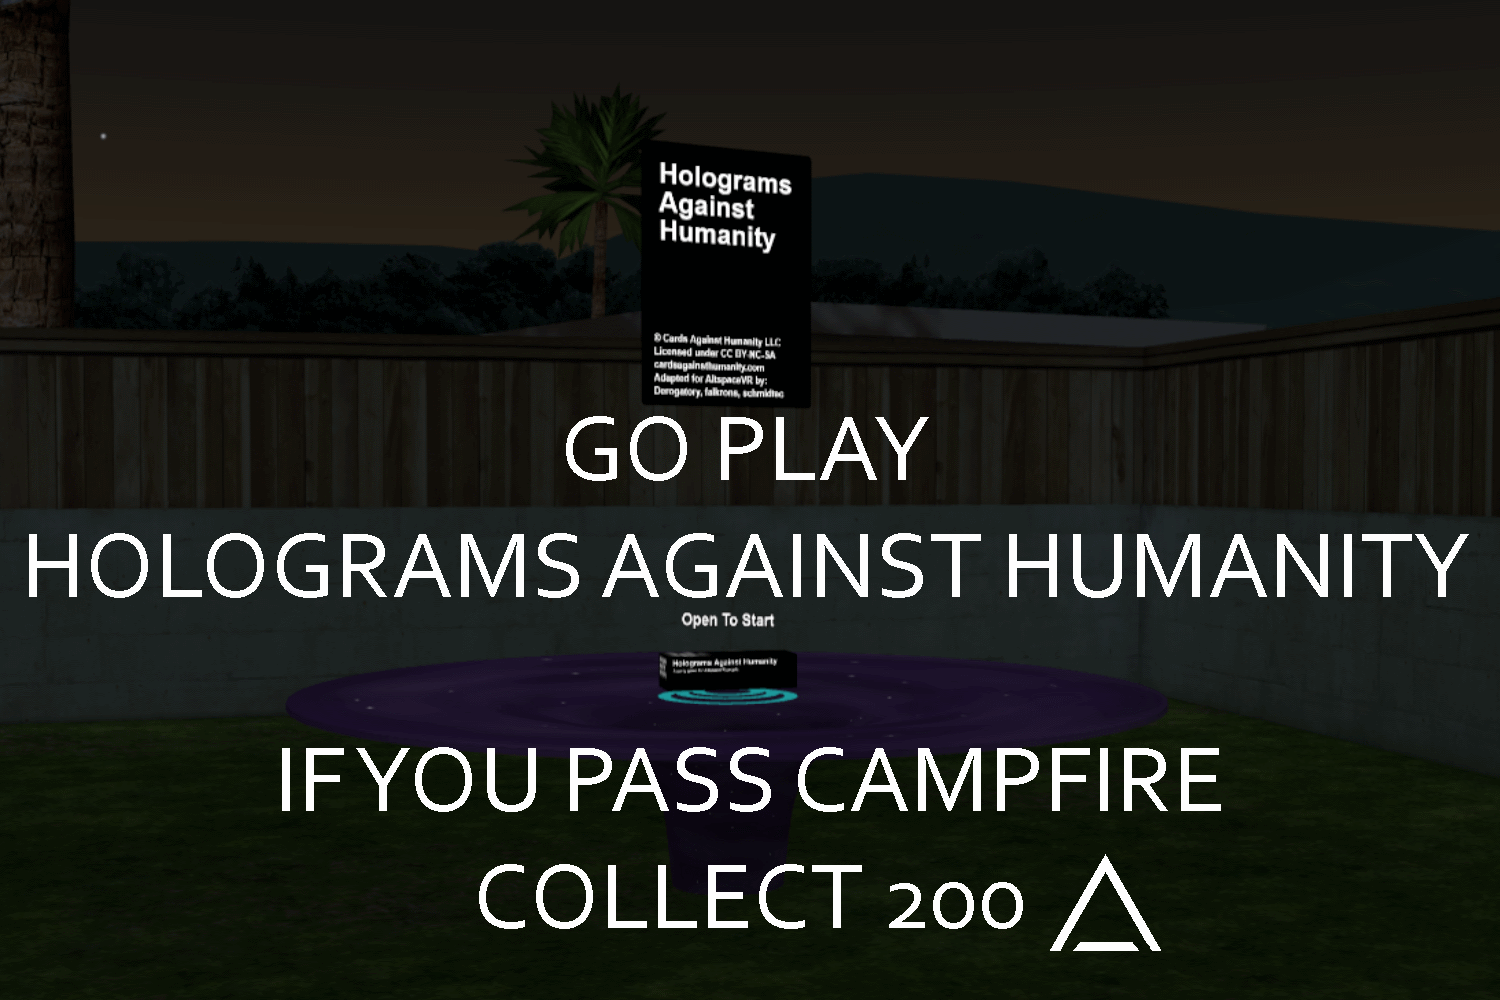 Holograms
Against
Humanity
© Cards Against Humanity LLC
Licensed under CC BY-NC-SA
cardsagainsthumanity.com
Adapted for AltspaceVR by:
Derogatory, falkrons, schmidtec
GO PLAY
HOLOGRAMS AGAINST HUMANITY
Open To Start
Holograms Against Humanity
IF YOU PASS CAMPFIRE
COLLECT 200